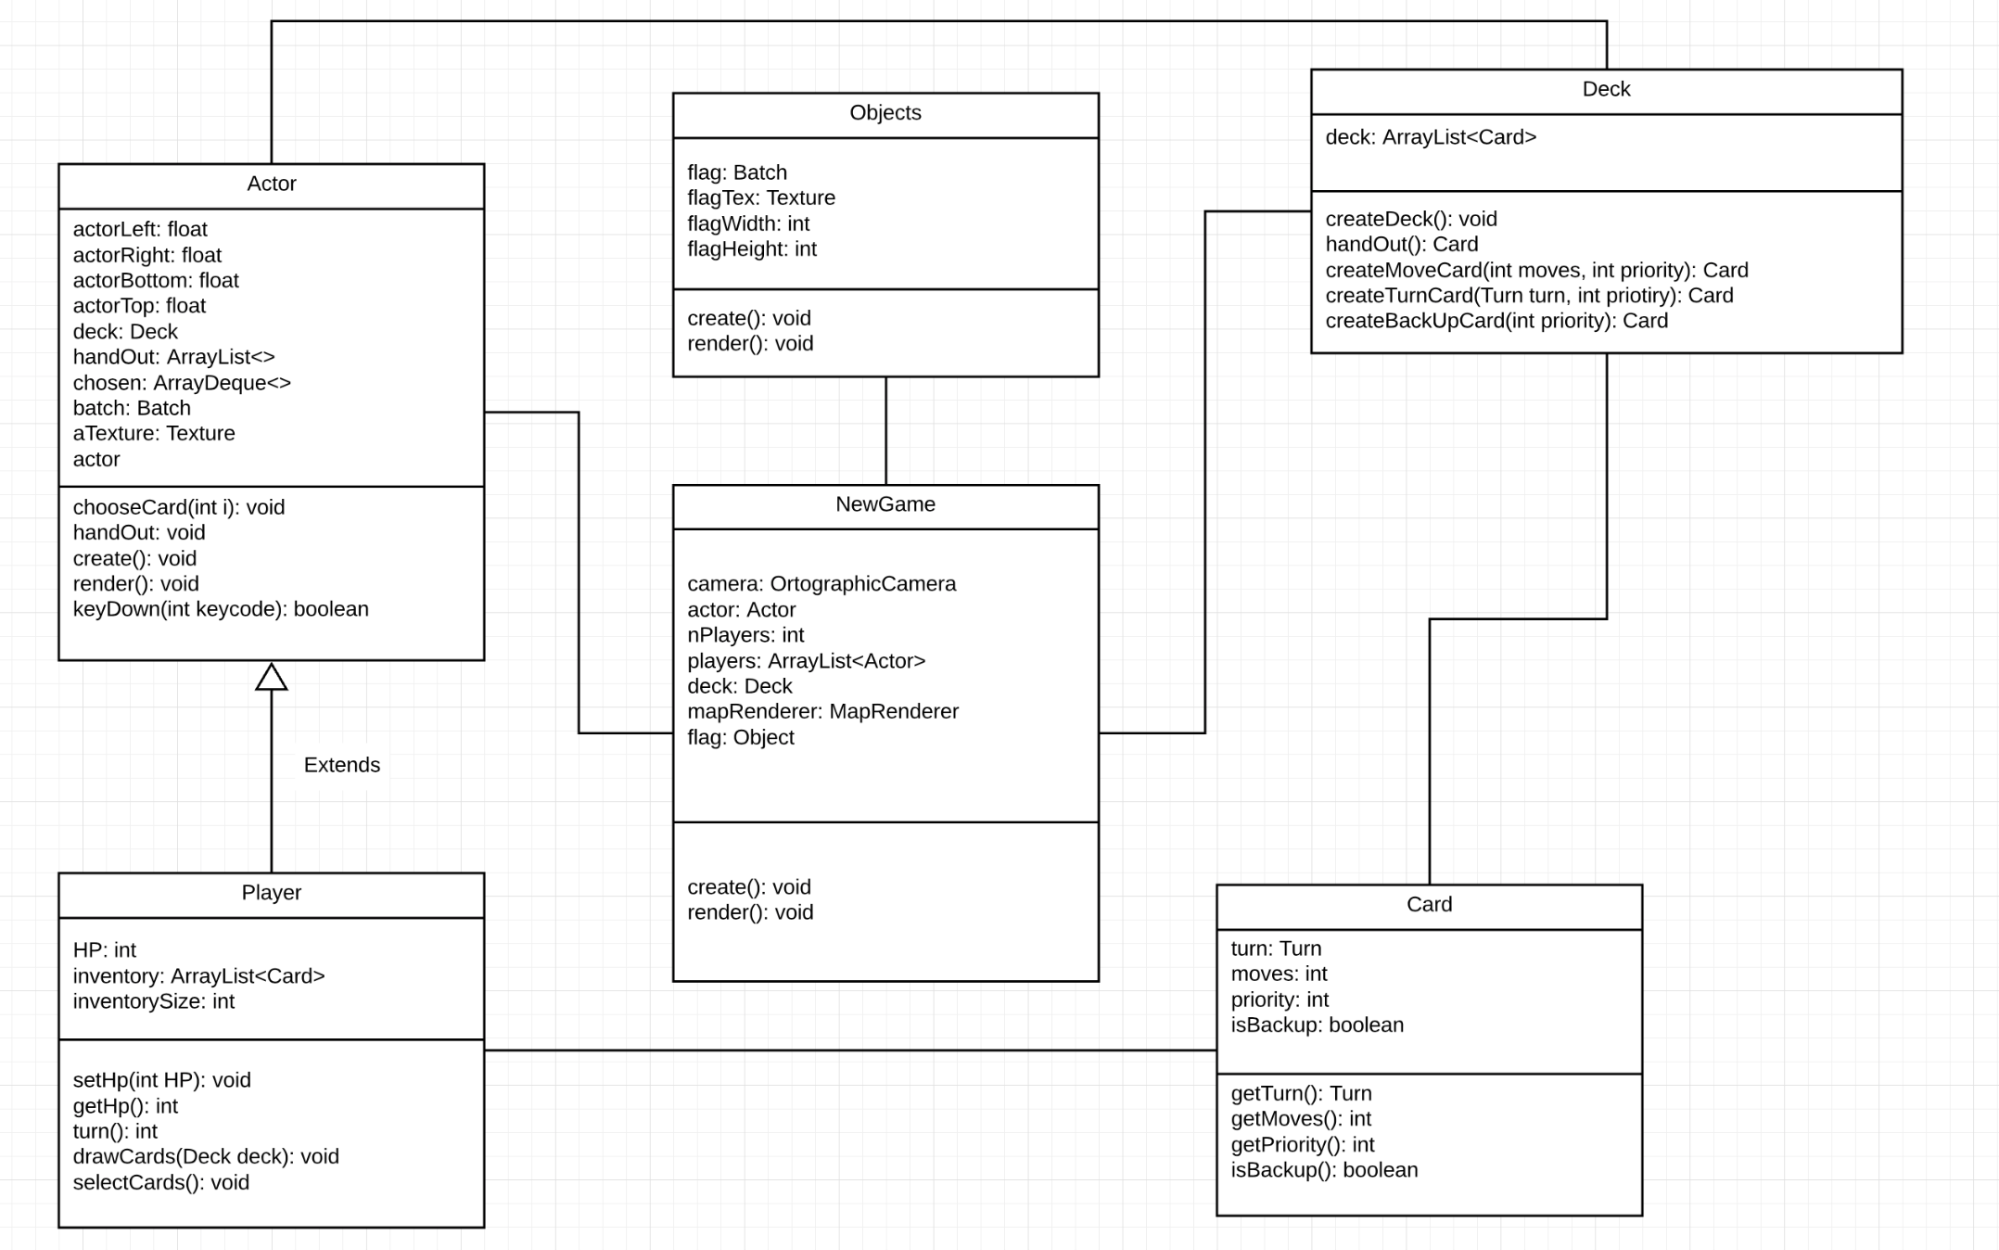 Actor
actorLeft: float
actorRight: float
actorBottom: float
actorTop: float
deck: Deck
handOut: ArrayList<>
chosen: ArrayDeque<>
batch: Batch
aTexture: Texture
actor
chooseCard(int i): void
handOut: void
create(): void
render(): void
keyDown(int keycode): boolean
Extends
Player
HP: int
inventory: ArrayList<Card>
inventorySize: int
setHp(int HP): void
getHp(): int
turn(): int
drawCards(Deck deck): void
selectCards(): void
Objects
flag: Batch
flagTex: Texture
flagWidth: int
flagHeight: int
create(): void
render(): void
NewGame
camera: OrtographicCamera
actor: Actor
nPlayers: int
players: ArrayList<Actor>
deck: Deck
mapRenderer: MapRenderer
flag: Object
create(): void
render(): void
Deck
deck: ArrayList<Card>
createDeck(): void
handOut(): Card
createMoveCard(int moves, int priority): Card
createTurnCard(Turn turn, int priotiry): Card
createBackUpCard(int priority): Card
Card
turn: Turn
moves: int
priority: int
isBackup: boolean
getTurn(): Turn
getMoves(): int
getPriority(): int
isBackup(): boolean